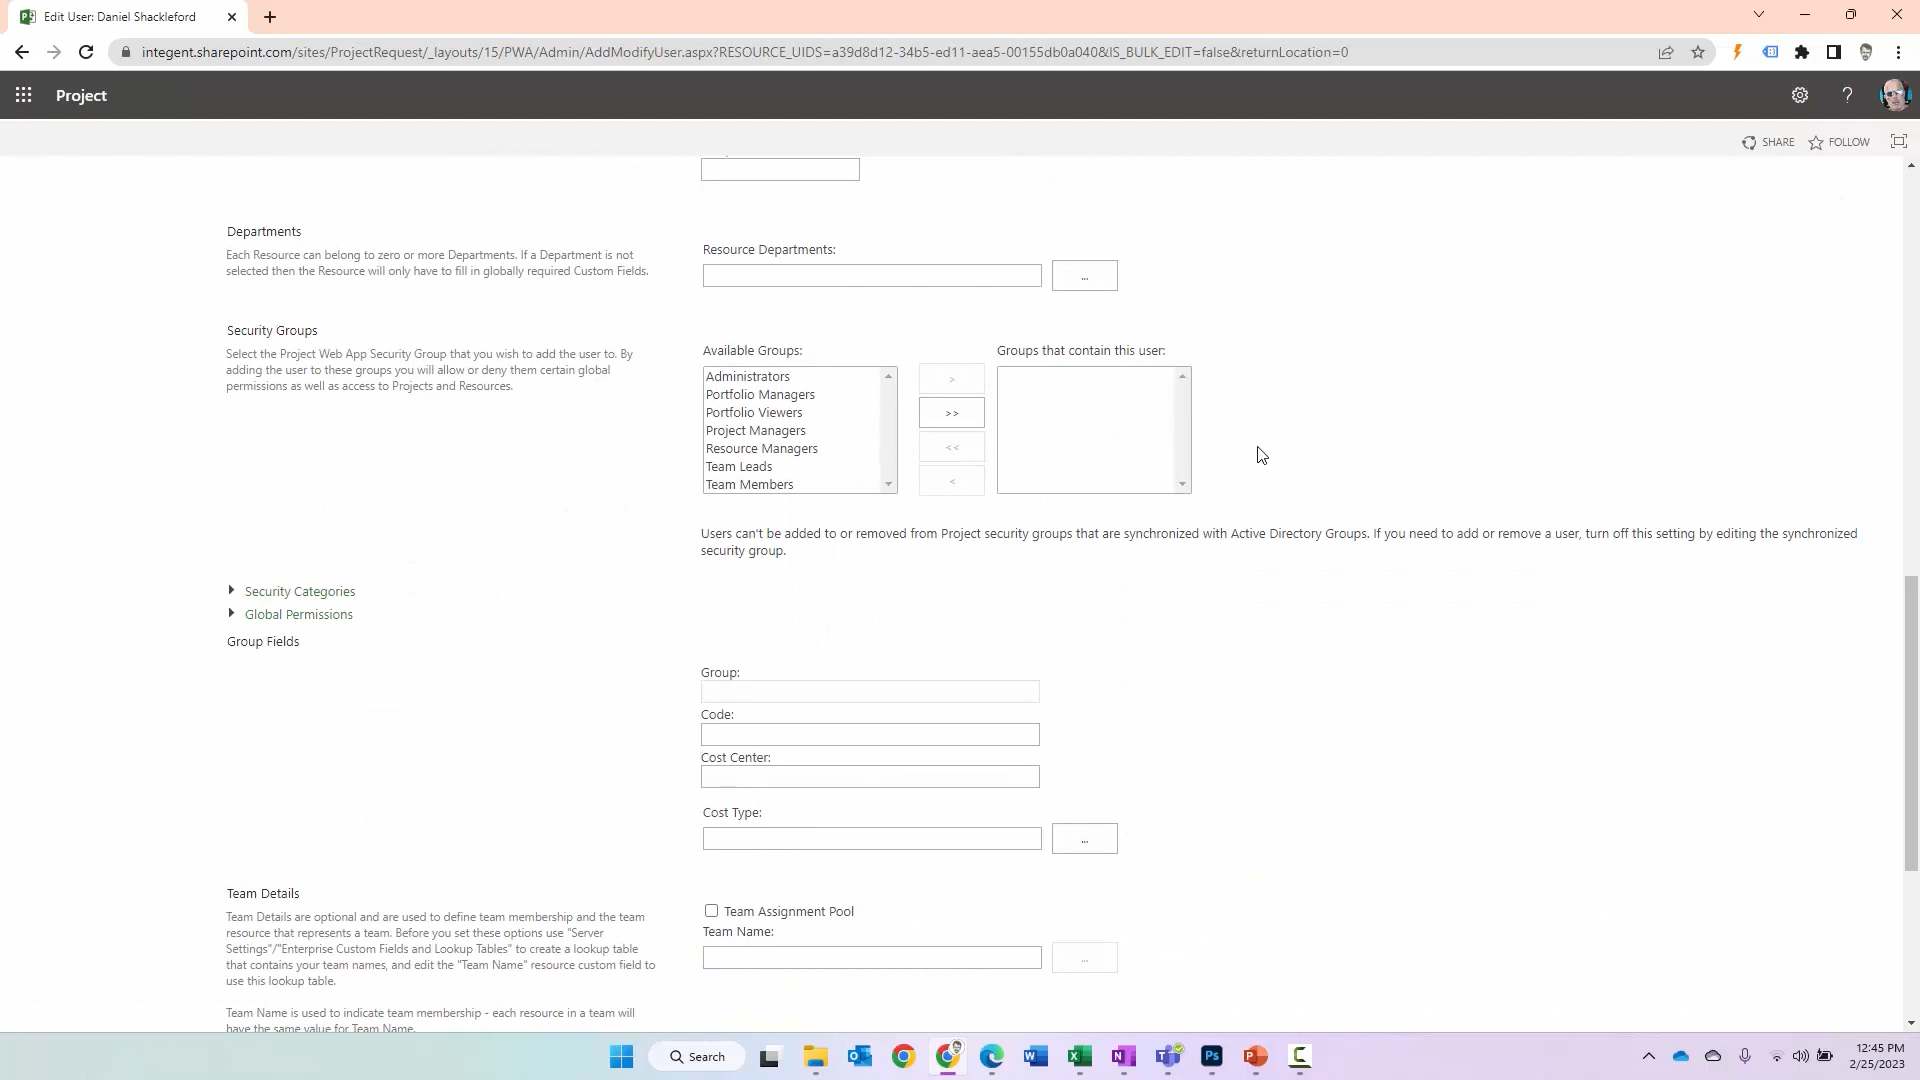 Edit User: Daniel Shackleford
integent.sharepoint.com/sites/ProjectRequest/_layouts/15/PWA/Admin/AddModifyUser.aspx?RESOURCE_UIDS=a39d8d12-34b5-ed11-aea5-00155db0a040&IS_BULK_EDIT=false&returnLocation=0
Project
SHARE FOLLOW
Departments
Each Resource can belong to zero or more Departments. If a Department is not
selected then the Resource will only have to fill in globally required Custom Fields.
Resource Departments:
...
Security Groups
Select the Project Web App Security Group that you wish to add the user to. By
adding the user to these groups you will allow or deny them certain global
permissions as well as access to Projects and Resources.
Available Groups:
Administrators
Portfolio Managers
Portfolio Viewers
Project Managers
Resource Managers
Team Leads
Team Members
>
>>
<<
<
Groups that contain this user:
Users can't be added to or removed from Project security groups that are synchronized with Active Directory Groups. If you need to add or remove a user, turn off this setting by editing the synchronized
security group.
Security Categories
Global Permissions
Group Fields
Group:
Code:
Cost Center:
Cost Type:
...
Team Details
Team Details are optional and are used to define team membership and the team
resource that represents a team. Before you set these options use "Server
Settings"/"Enterprise Custom Fields and Lookup Tables" to create a lookup table
that contains your team names, and edit the "Team Name" resource custom field to
use this lookup table.
Team Name is used to indicate team membership - each resource in a team will
have the same value for Team Name.
Team Assignment Pool
Team Name:
...
Search
12:45 PM
2/25/2023